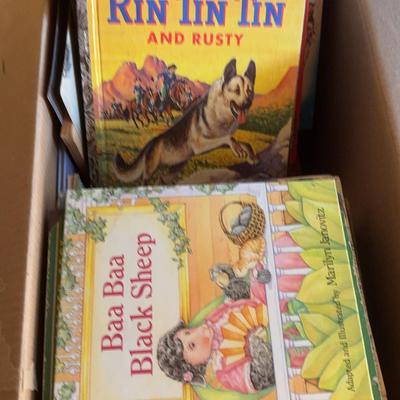 RIN TIN TIN
AND RUSTY
Baa Baa
Black Sheep
Adapted and Illustrated by Marilyn Janovitz